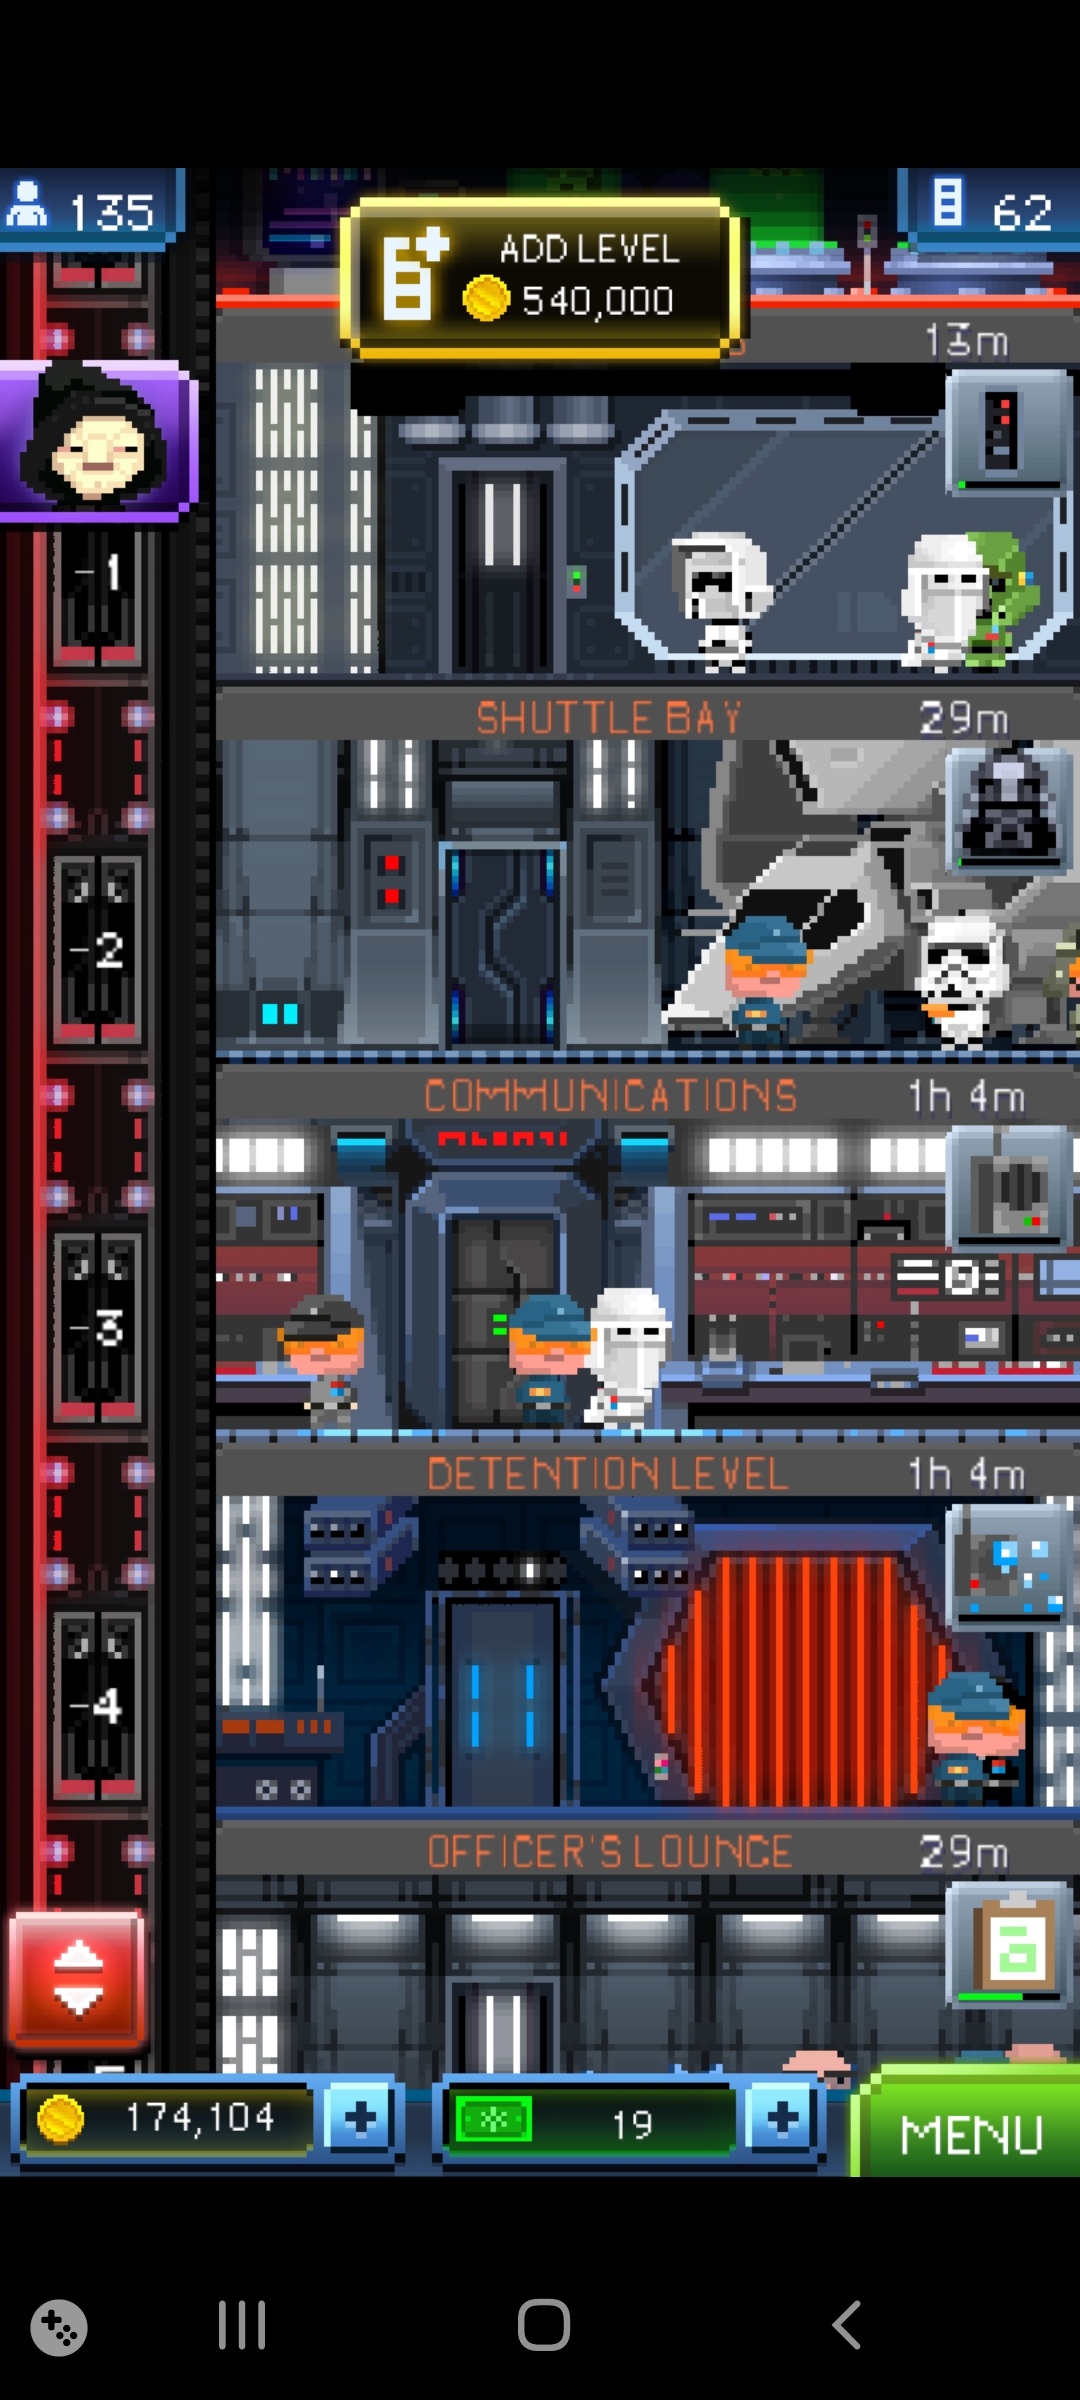 135
62
ADD LEVEL
540,000
13m
-1
SHUTTLE BAY
29m
-2
COMMUNICATIONS
1h 4m
-3
DETENTION LEVEL
1h 4m
-4
OFFICER'S LOUNGE
29m
174,104
19
MENU